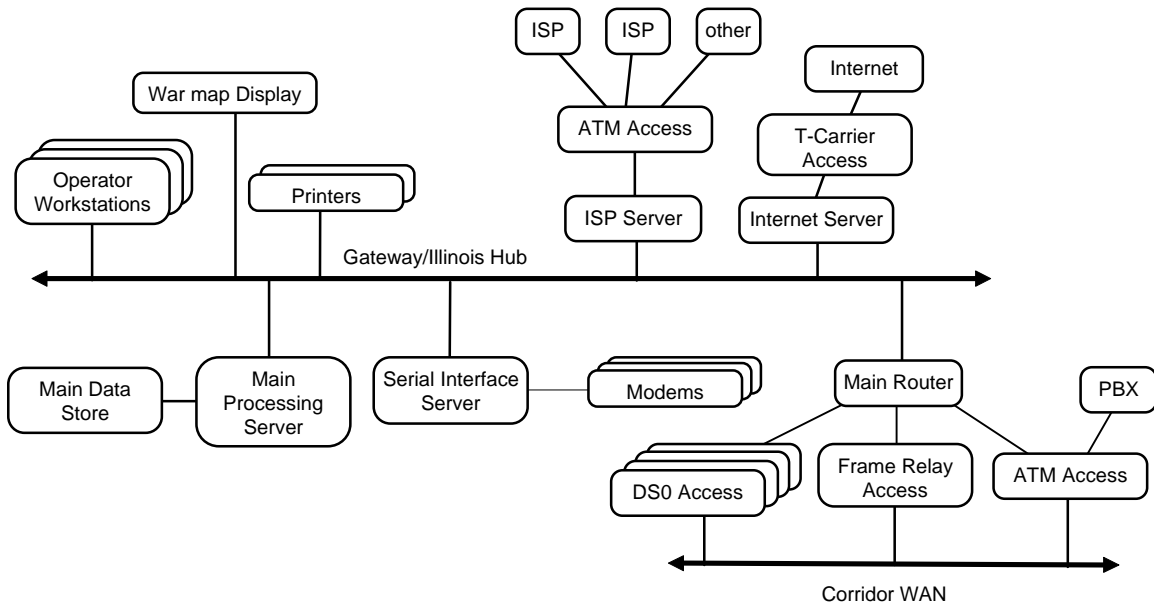 ISP
ISP
other
Internet
War map Display
ATM Access
T-Carrier
Access
Operator
Workstations
Printers
ISP Server
Internet Server
Gateway/Illinois Hub
Main Data
Store
Main
Processing
Server
Serial Interface
Server
Modems
Main Router
PBX
DS0 Access
Frame Relay
Access
ATM Access
Corridor WAN